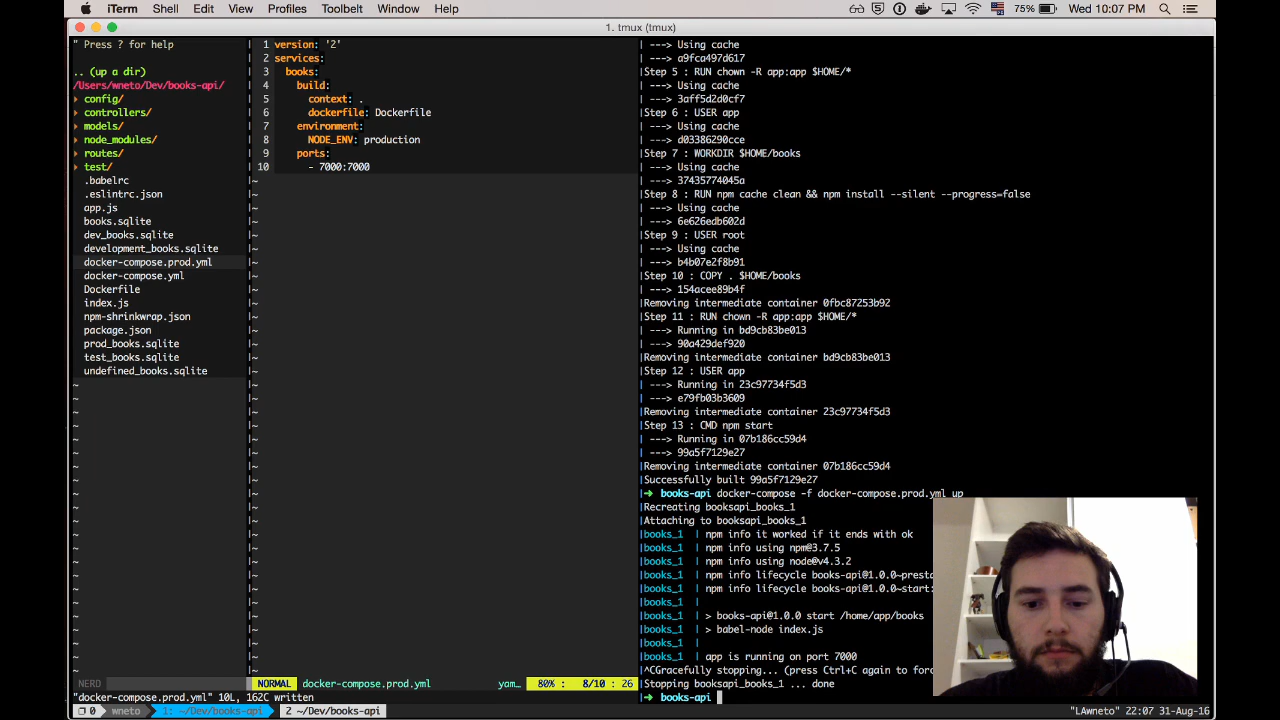 iTerm Shell Edit View Profiles Toolbelt Window Help 75% Wed 10:07 PM
1. tmux (tmux)
" Press ? for help
.. (up a dir)
/Users/wneto/Dev/books-api/
config/
controllers/
models/
node_modules/
routes/
test/
.babelrc
.eslintrc.json
app.js
books.sqlite
dev_books.sqlite
development_books.sqlite
docker-compose.prod.yml
docker-compose.yml
Dockerfile
index.js
npm-shrinkwrap.json
package.json
prod_books.sqlite
test_books.sqlite
undefined_books.sqlite
1 version: '2'
2 services:
3 books:
4 build:
5 context: .
6 dockerfile: Dockerfile
7 environment:
8 NODE_ENV: production
9 ports:
10 - 7000:7000
---> Using cache
---> a9fca497d617
Step 5 : RUN chown -R app:app $HOME/*
---> Using cache
---> 3aff5d2d0cf7
Step 6 : USER app
---> Using cache
---> d03386290cce
Step 7 : WORKDIR $HOME/books
---> Using cache
---> 37435774045a
Step 8 : RUN npm cache clean && npm install --silent --progress=false
---> Using cache
---> 6e626edb602d
Step 9 : USER root
---> Using cache
---> b4b07e2f8b91
Step 10 : COPY . $HOME/books
---> 154acee89b4f
Removing intermediate container 0fbc87253b92
Step 11 : RUN chown -R app:app $HOME/*
---> Running in bd9cb83be013
---> 90a429def920
Removing intermediate container bd9cb83be013
Step 12 : USER app
---> Running in 23c97734f5d3
---> e79fb03b3609
Removing intermediate container 23c97734f5d3
Step 13 : CMD npm start
---> Running in 07b186cc59d4
---> 99a5f7129e27
Removing intermediate container 07b186cc59d4
Successfully built 99a5f7129e27
➜ books-api docker-compose -f docker-compose.prod.yml up
Recreating booksapi_books_1
Attaching to booksapi_books_1
books_1 | npm info it worked if it ends with ok
books_1 | npm info using npm@3.7.5
books_1 | npm info using node@v4.3.2
books_1 | npm info lifecycle books-api@1.0.0~presta
books_1 | npm info lifecycle books-api@1.0.0~start:
books_1 |
books_1 | > books-api@1.0.0 start /home/app/books
books_1 | > babel-node index.js
books_1 |
books_1 | app is running on port 7000
^CGracefully stopping... (press Ctrl+C again to forc
Stopping booksapi_books_1 ... done
➜ books-api
NERD NORMAL docker-compose.prod.yml yam… 80% : 8/10 : 26
"docker-compose.prod.yml" 10L, 162C written
0 wneto 1: ~/Dev/books-api 2 ~/Dev/books-api "LAwneto" 22:07 31-Aug-16